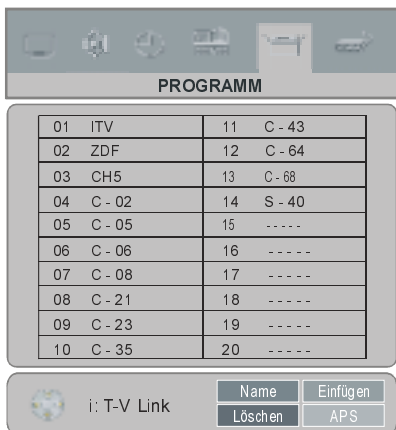 PROGRAMM
01 ITV 11 C - 43
02 ZDF 12 C - 64
03 CH5 13 C - 68
04 C - 02 14 S - 40
05 C - 05 15 - - - - -
06 C - 06 16 - - - - -
07 C - 08 17 - - - - -
08 C - 21 18 - - - - -
09 C - 23 19 - - - - -
10 C - 35 20 - - - - -
i: T-V Link
Name Einfügen
Löschen APS